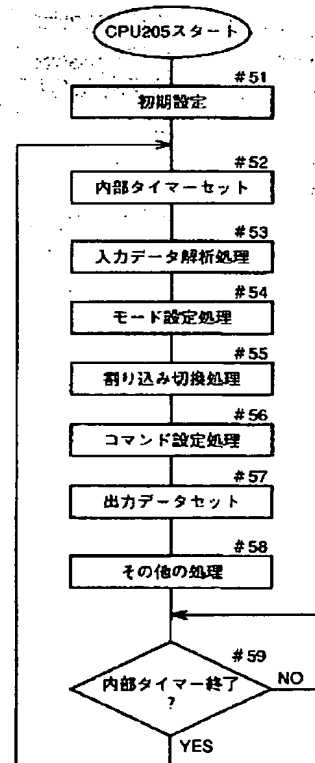 CPU205スタート
#51
初期設定
#52
内部タイマーセット
#53
入力データ解析処理
#54
モード設定処理
#55
割り込み切換処理
#56
コマンド設定処理
#57
出力データセット
#58
その他の処理
#59
内部タイマー終了
?
NO
YES